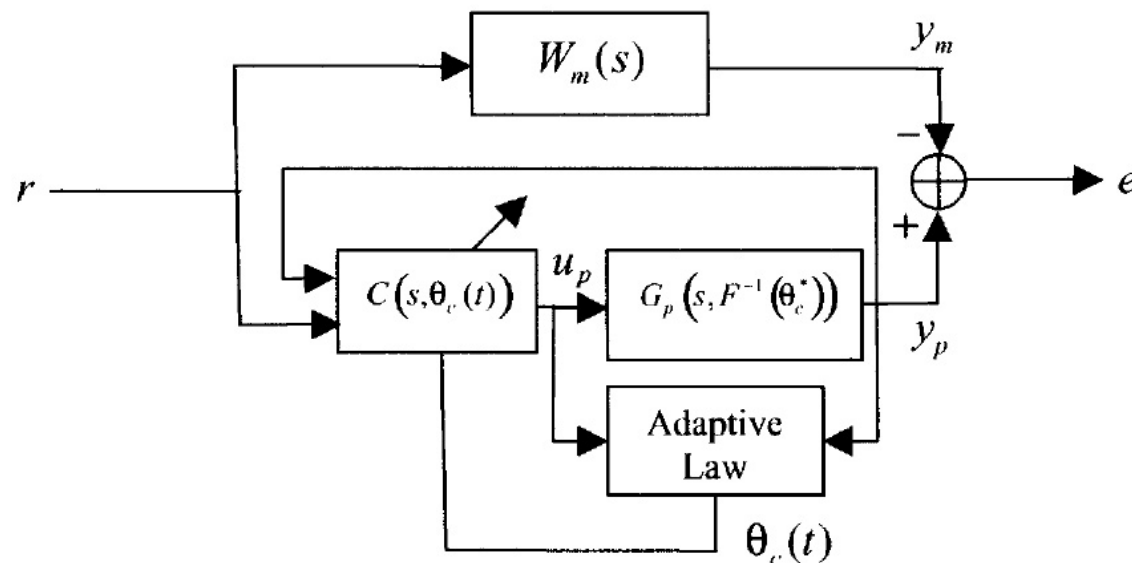 y_m
W_m(s)
−
r
e
+
C(s,θ_c(t))
u_p
G_p(s,F^{-1}(θ_c^*))
y_p
Adaptive
Law
θ_c(t)